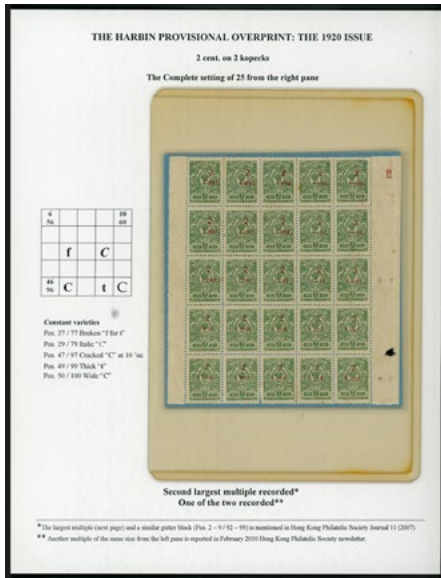 THE HARBIN PROVISIONAL OVERPRINT: THE 1920 ISSUE
2 cent. on 2 kopecks
The Complete setting of 25 from the right pane
6 10
56 60
f C
46
96 C t C
Constant varieties
Pos. 27 / 77 Broken "f for t"
Pos. 29 / 79 Italic "C"
Pos. 47 / 97 Cracked "C" at 10 'oc
Pos. 49 / 99 Thick "t"
Pos. 50 / 100 Wide "C"
Second largest multiple recorded*
One of the two recorded**
*The largest multiple (next page) and a similar gutter block (Pos. 2 – 9 / 92 – 99) is mentioned in Hong Kong Philatelic Society Journal 11 (2007)
** Another multiple of the same size from the left pane is reported in February 2010 Hong Kong Philatelic Society newsletter.